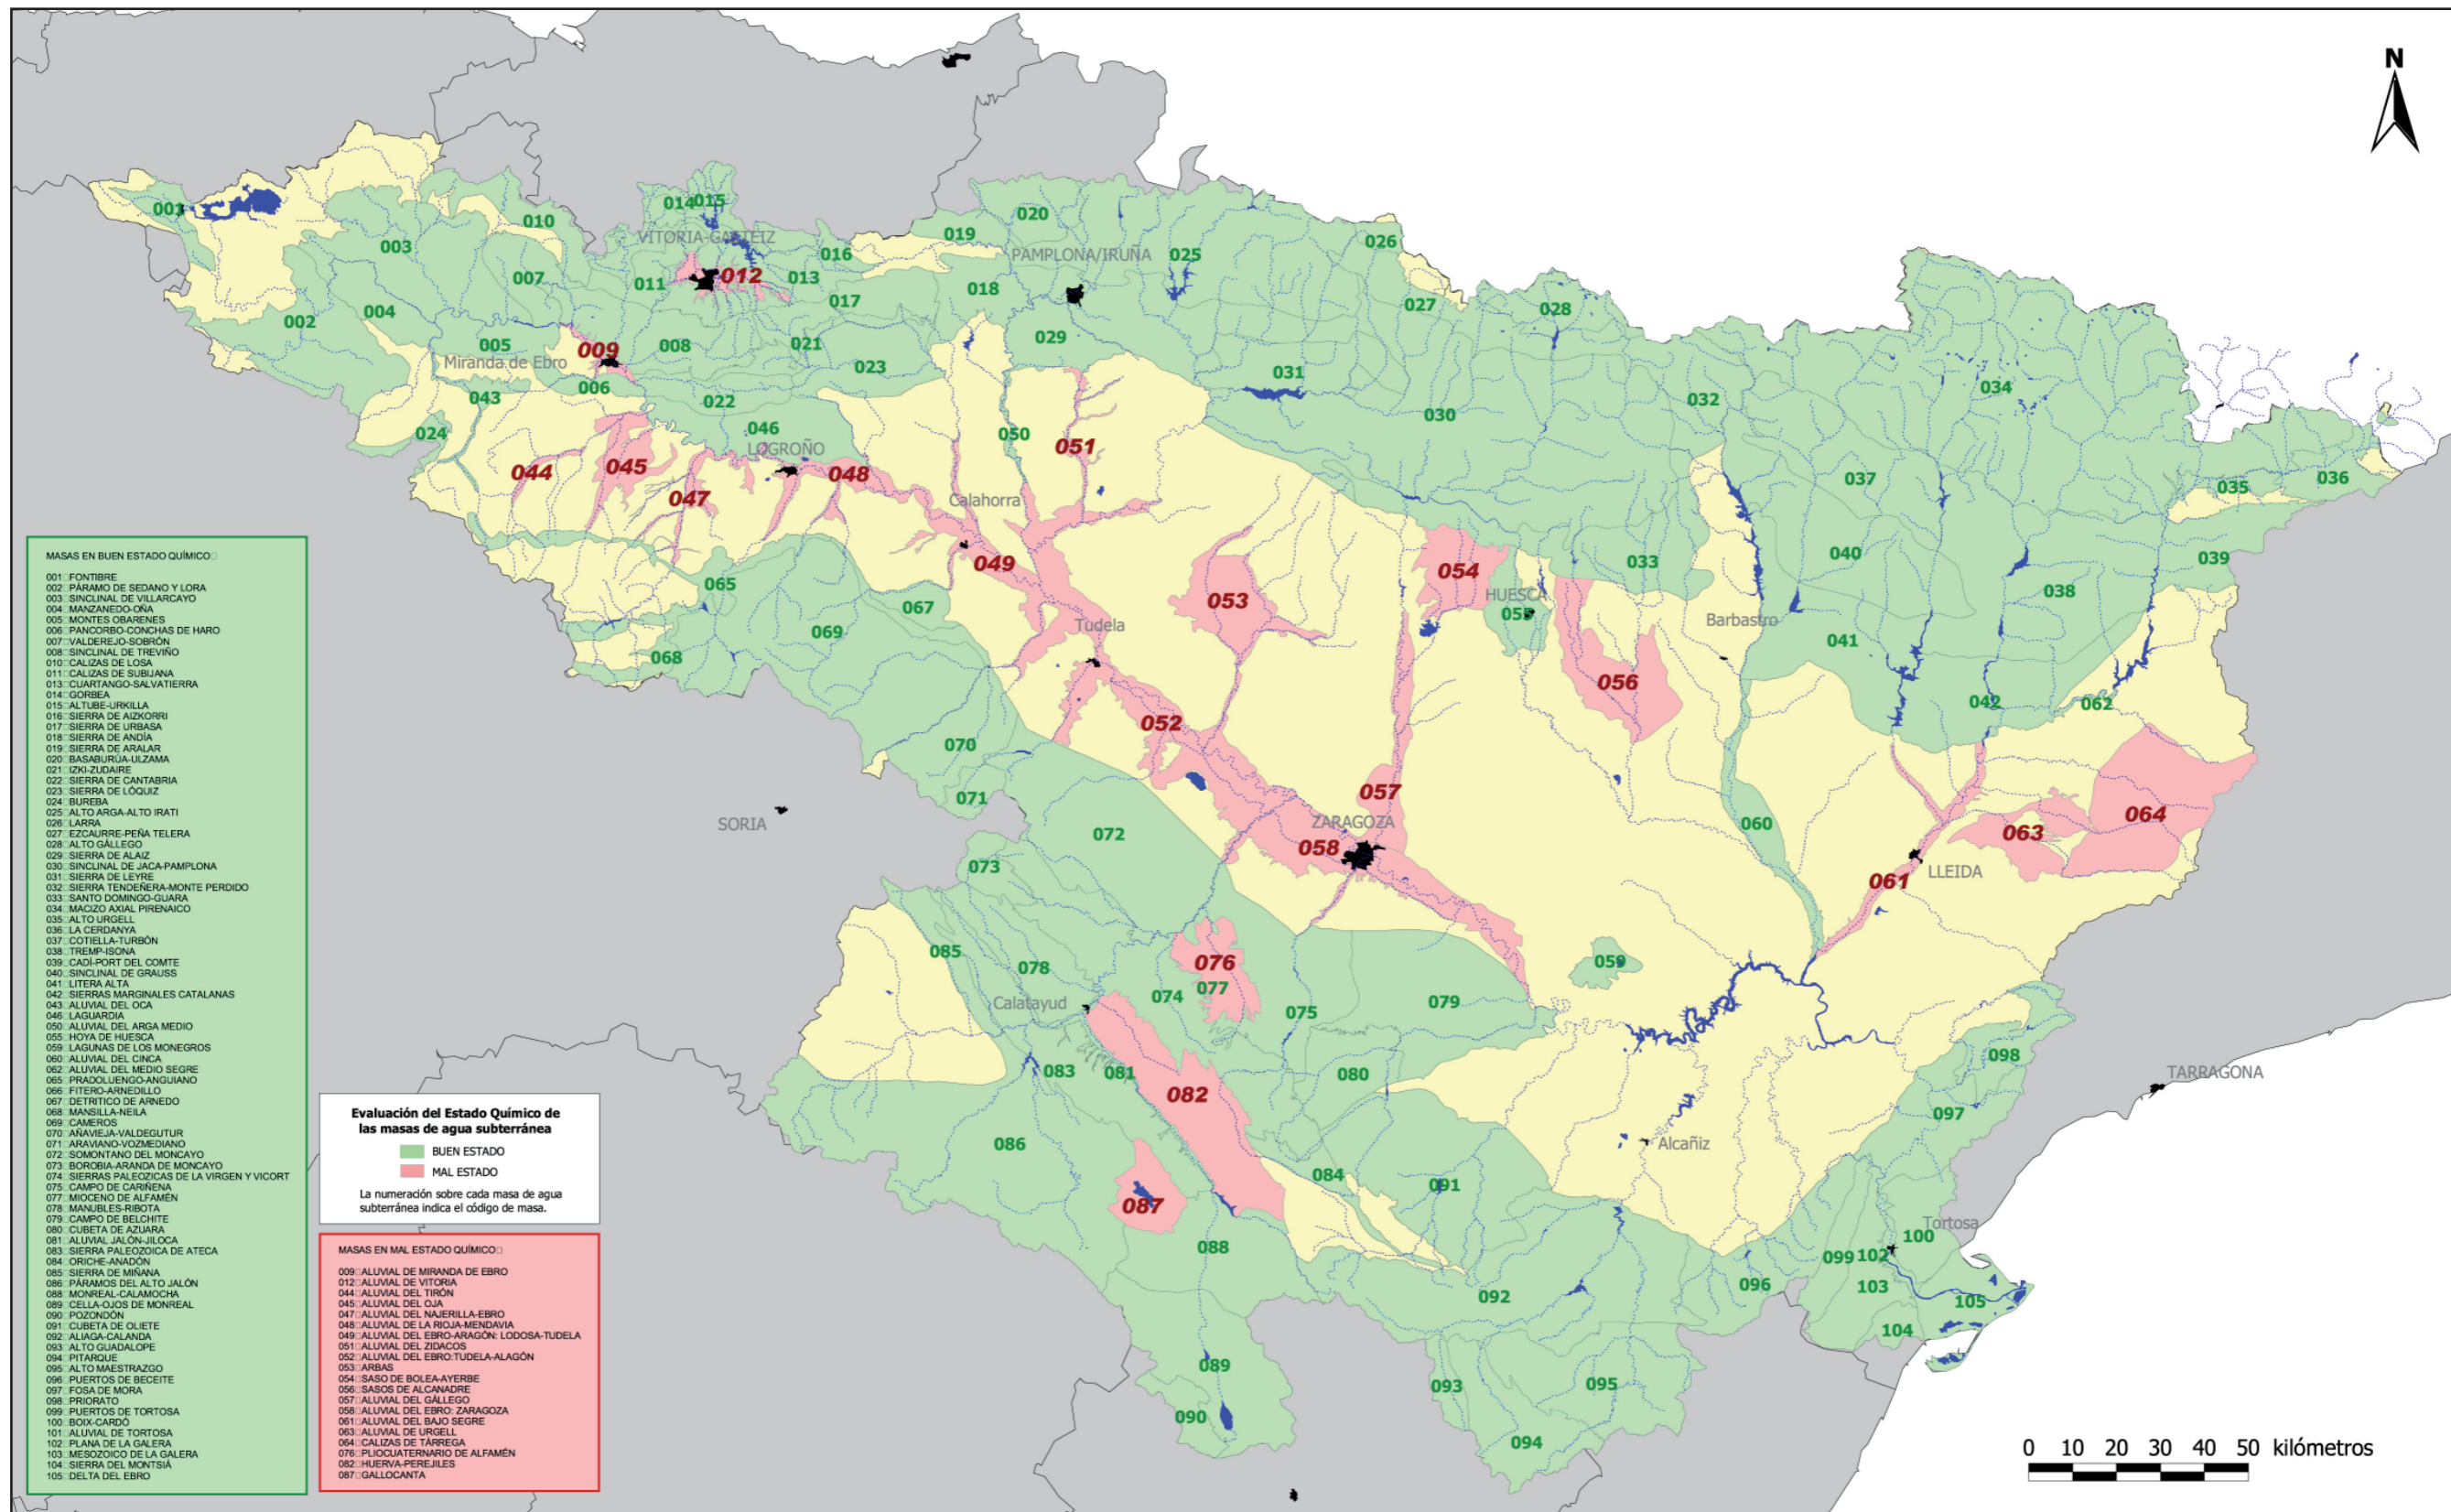 N
001
002
003
004
005
006
007
008
009
010
011
012
013
014
015
016
017
018
019
020
021
022
023
024
025
026
027
028
029
030
031
032
033
034
035
036
037
038
039
040
041
042
043
044
045
046
047
048
049
050
051
052
053
054
055
056
057
058
059
060
061
062
063
064
065
067
068
069
070
071
072
073
074
075
076
077
078
079
080
081
082
083
084
085
086
087
088
089
090
091
092
093
094
095
096
097
098
099
100
102
103
104
105
VITORIA-GASTEIZ
PAMPLONA/IRUÑA
Miranda de Ebro
LOGROÑO
Calahorra
Tudela
HUESCA
Barbastro
SORIA
ZARAGOZA
LLEIDA
Calatayud
TARRAGONA
Alcañiz
Tortosa
MASAS EN BUEN ESTADO QUÍMICO
001 FONTIBRE
002 PÁRAMO DE SEDANO Y LORA
003 SINCLINAL DE VILLARCAYO
004 MANZANEDO-OÑA
005 MONTES OBARENES
006 PANCORBO-CONCHAS DE HARO
007 VALDEREJO-SOBRÓN
008 SINCLINAL DE TREVIÑO
010 CALIZAS DE LOSA
011 CALIZAS DE SUBIJANA
013 CUARTANGO-SALVATIERRA
014 GORBEA
015 ALTUBE-URKILLA
016 SIERRA DE AIZKORRI
017 SIERRA DE URBASA
018 SIERRA DE ANDÍA
019 SIERRA DE ARALAR
020 BASABURÚA-ULZAMA
021 IZKI-ZUDAIRE
022 SIERRA DE CANTABRIA
023 SIERRA DE LÓQUIZ
024 BUREBA
025 ALTO ARGA-ALTO IRATI
026 LARRA
027 EZCAURRE-PEÑA TELERA
028 ALTO GÁLLEGO
029 SIERRA DE ALAIZ
030 SINCLINAL DE JACA-PAMPLONA
031 SIERRA DE LEYRE
032 SIERRA TENDEÑERA-MONTE PERDIDO
033 SANTO DOMINGO-GUARA
034 MACIZO AXIAL PIRENAICO
035 ALTO URGELL
036 LA CERDANYA
037 COTIELLA-TURBÓN
038 TREMP-ISONA
039 CADÍ-PORT DEL COMTE
040 SINCLINAL DE GRAUSS
041 LITERA ALTA
042 SIERRAS MARGINALES CATALANAS
043 ALUVIAL DEL OCA
046 LAGUARDIA
050 ALUVIAL DEL ARGA MEDIO
055 HOYA DE HUESCA
059 LAGUNAS DE LOS MONEGROS
060 ALUVIAL DEL CINCA
062 ALUVIAL DEL MEDIO SEGRE
065 PRADOLUENGO-ANGUIANO
066 FITERO-ARNEDILLO
067 DETRITICO DE ARNEDO
068 MANSILLA-NEILA
069 CAMEROS
070 AÑAVIEJA-VALDEGUTUR
071 ARAVIANO-VOZMEDIANO
072 SOMONTANO DEL MONCAYO
073 BOROBIA-ARANDA DE MONCAYO
074 SIERRAS PALEOZICAS DE LA VIRGEN Y VICORT
075 CAMPO DE CARIÑENA
077 MIOCENO DE ALFAMÉN
078 MANUBLES-RIBOTA
079 CAMPO DE BELCHITE
080 CUBETA DE AZUARA
081 ALUVIAL JALÓN-JILOCA
083 SIERRA PALEOZOICA DE ATECA
084 ORICHE-ANADÓN
085 SIERRA DE MIÑANA
086 PÁRAMOS DEL ALTO JALÓN
088 MONREAL-CALAMOCHA
089 CELLA-OJOS DE MONREAL
090 POZONDÓN
091 CUBETA DE OLIETE
092 ALIAGA-CALANDA
093 ALTO GUADALOPE
094 PITARQUE
095 ALTO MAESTRAZGO
096 PUERTOS DE BECEITE
097 FOSA DE MORA
098 PRIORATO
099 PUERTOS DE TORTOSA
100 BOIX-CARDÓ
101 ALUVIAL DE TORTOSA
102 PLANA DE LA GALERA
103 MESOZOICO DE LA GALERA
104 SIERRA DEL MONTSIÁ
105 DELTA DEL EBRO
Evaluación del Estado Químico de
las masas de agua subterránea
BUEN ESTADO
MAL ESTADO
La numeración sobre cada masa de agua
subterránea indica el código de masa.
MASAS EN MAL ESTADO QUÍMICO
009 ALUVIAL DE MIRANDA DE EBRO
012 ALUVIAL DE VITORIA
044 ALUVIAL DEL TIRÓN
045 ALUVIAL DEL OJA
047 ALUVIAL DEL NAJERILLA-EBRO
048 ALUVIAL DE LA RIOJA-MENDAVIA
049 ALUVIAL DEL EBRO-ARAGÓN: LODOSA-TUDELA
051 ALUVIAL DEL ZIDACOS
052 ALUVIAL DEL EBRO:TUDELA-ALAGÓN
053 ARBAS
054 SASO DE BOLEA-AYERBE
056 SASOS DE ALCANADRE
057 ALUVIAL DEL GÁLLEGO
058 ALUVIAL DEL EBRO: ZARAGOZA
061 ALUVIAL DEL BAJO SEGRE
063 ALUVIAL DE URGELL
064 CALIZAS DE TÁRREGA
076 PLIOCUATERNARIO DE ALFAMÉN
082 HUERVA-PEREJILES
087 GALLOCANTA
0 10 20 30 40 50 kilómetros